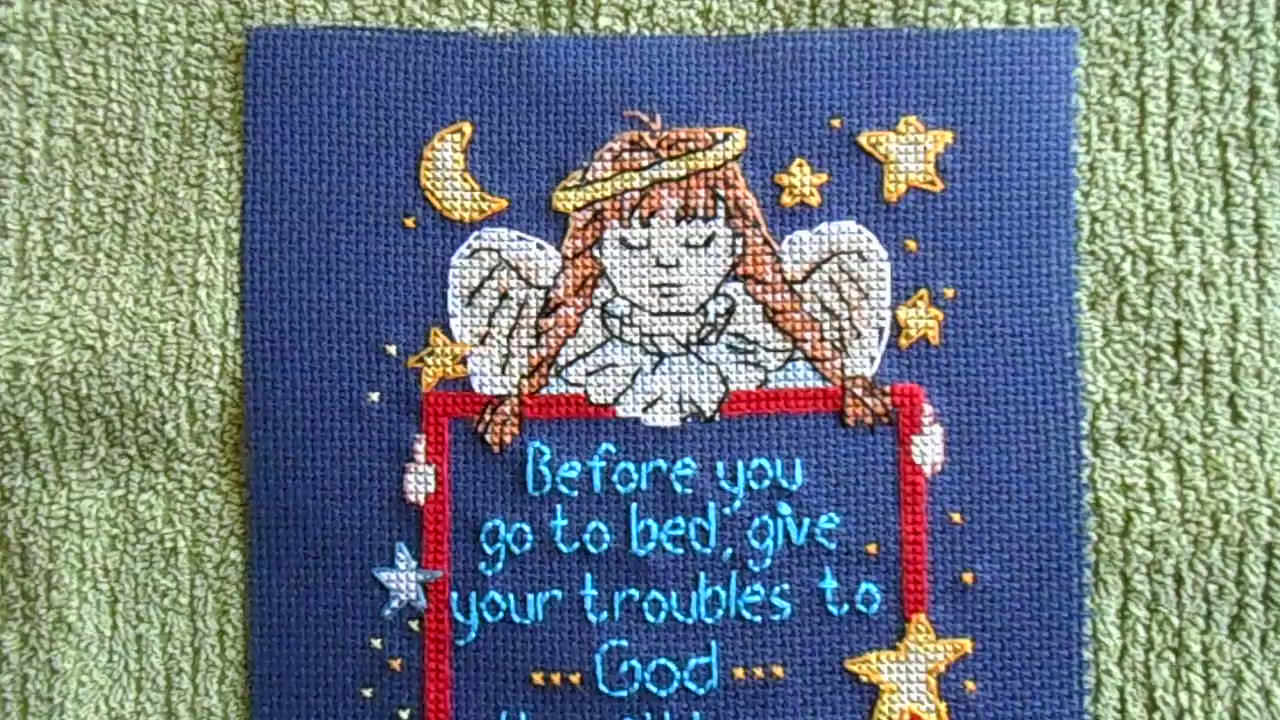 Before you
go to bed, give
your troubles to
...God...